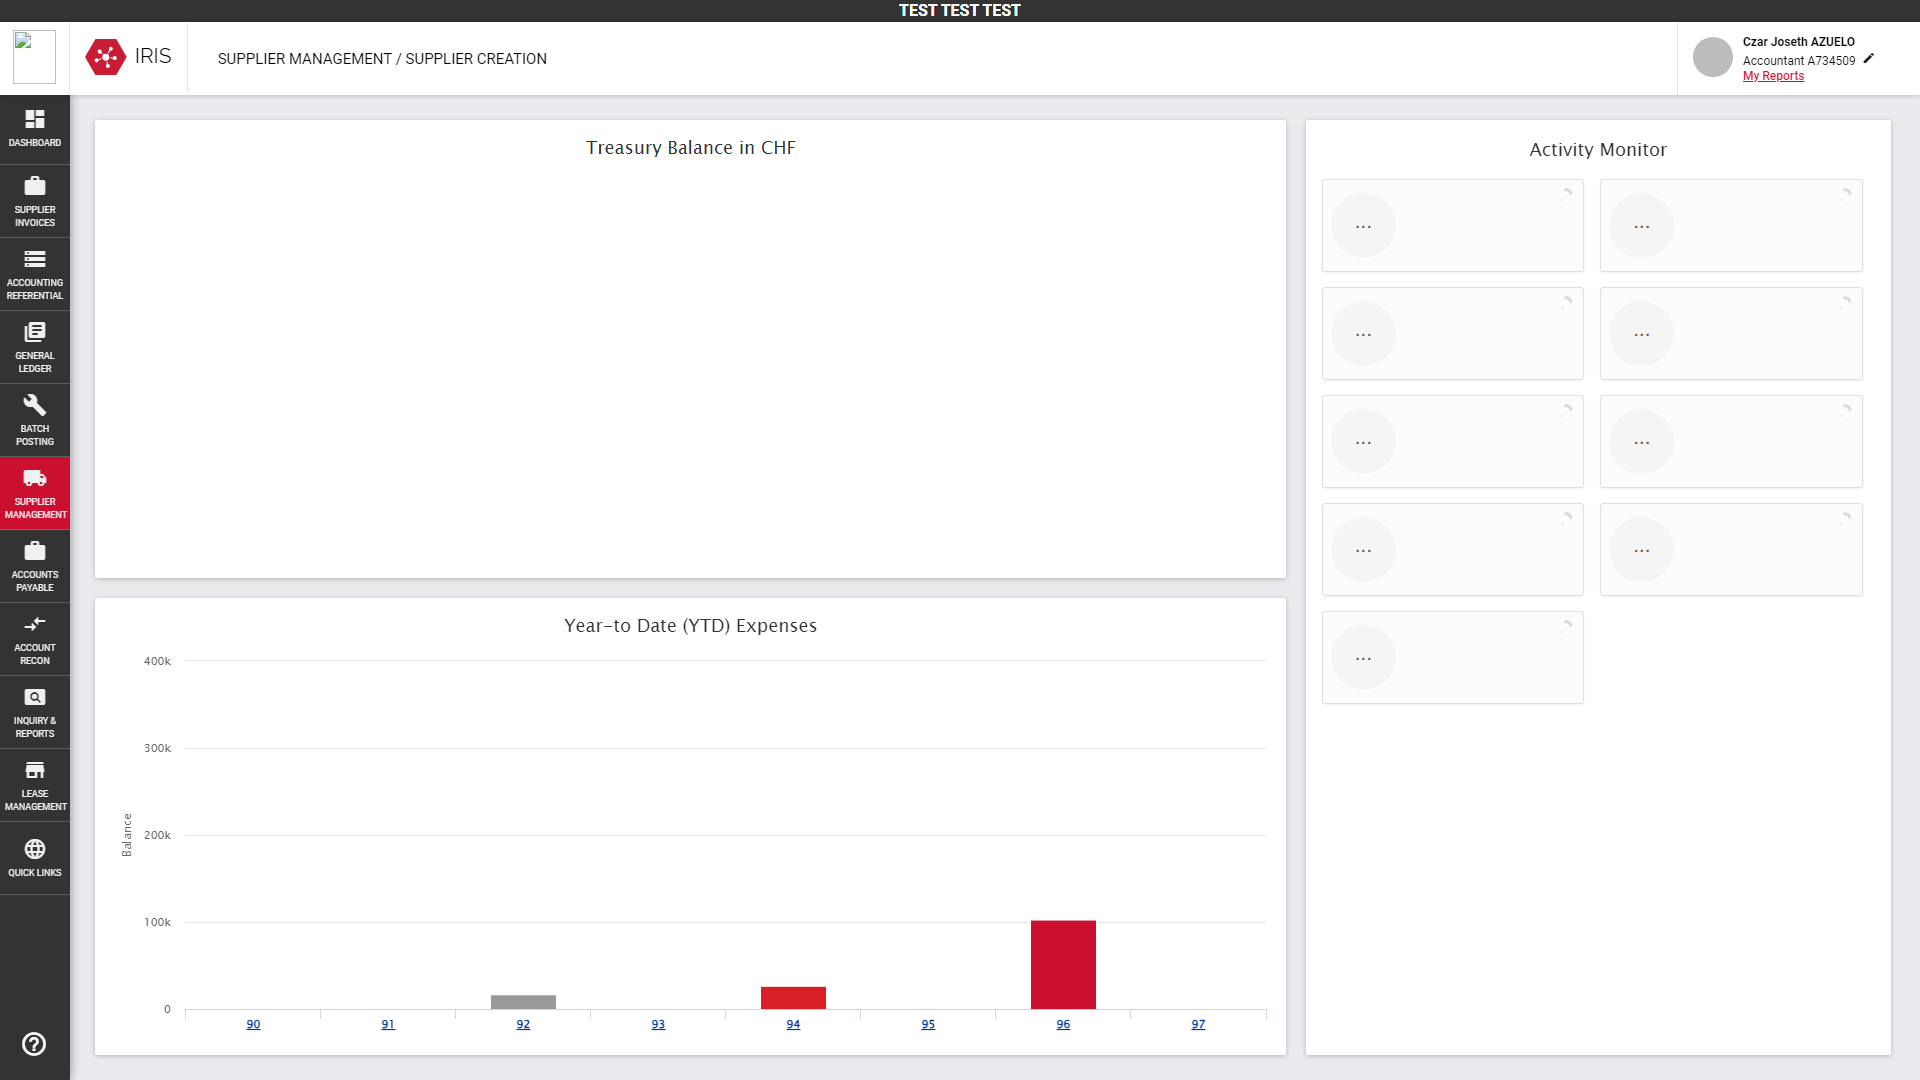 TEST TEST TEST
IRIS
SUPPLIER MANAGEMENT / SUPPLIER CREATION
Czar Joseth AZUELO
Accountant A734509
My Reports
DASHBOARD
SUPPLIER
INVOICES
ACCOUNTING
REFERENTIAL
GENERAL
LEDGER
BATCH
POSTING
SUPPLIER
MANAGEMENT
ACCOUNTS
PAYABLE
ACCOUNT
RECON
INQUIRY &
REPORTS
LEASE
MANAGEMENT
QUICK LINKS
Treasury Balance in CHF
Year-to Date (YTD) Expenses
Balance
400k
300k
200k
100k
0
90 91 92 93 94 95 96 97
Activity Monitor
... ...
... ...
... ...
... ...
...